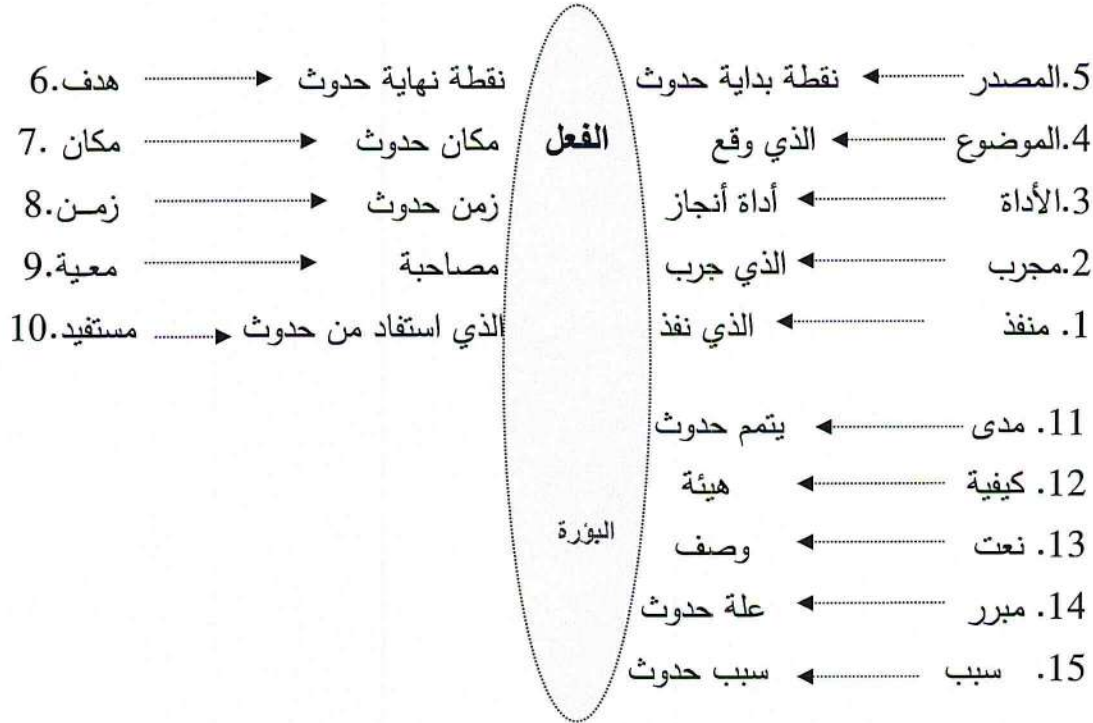 5.المصدر نقطة بداية حدوث نقطة نهاية حدوث هدف.6
4.الموضوع الذي وقع الفعل مكان حدوث مكان .7
3.الأداة أداة أنجاز زمن حدوث زمـن.8
2.مجرب الذي جرب مصاحبة معية.9
1. منفذ الذي نفذ الذي استفاد من حدوث مستفيد.10
11. مدى يتمم حدوث
12. كيفية هيئة
13. نعت وصف البؤرة
14. مبرر علة حدوث
15. سبب سبب حدوث